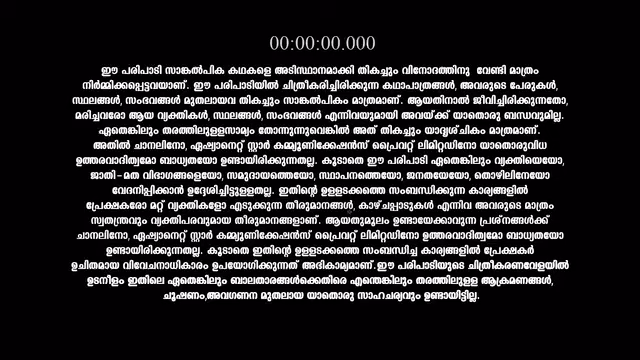 00:00:00.000
ഈ പരിപാടി സാങ്കൽപിക കഥകളെ അടിസ്ഥാനമാക്കി തികച്ചും വിനോദത്തിനു വേണ്ടി മാത്രം
നിർമ്മിക്കപ്പെട്ടവയാണ്. ഈ പരിപാടിയിൽ ചിത്രീകരിച്ചിരിക്കുന്ന കഥാപാത്രങ്ങൾ, അവരുടെ പേരുകൾ,
സ്ഥലങ്ങൾ, സംഭവങ്ങൾ മുതലായവ തികച്ചും സാങ്കൽപികം മാത്രമാണ്. ആയതിനാൽ ജീവിച്ചിരിക്കുന്നതോ,
മരിച്ചവരോ ആയ വ്യക്തികൾ, സ്ഥലങ്ങൾ, സംഭവങ്ങൾ എന്നിവയുമായി അവയ്ക്ക് യാതൊരു ബന്ധവുമില്ല.
ഏതെങ്കിലും തരത്തിലുളളസാമ്യം തോന്നുന്നുവെങ്കിൽ അത് തികച്ചും യാദൃശ്ചികം മാത്രമാണ്.
അതിൽ ചാനലിനോ, ഏഷ്യാനെറ്റ് സ്റ്റാർ കമ്മ്യൂണിക്കേഷൻസ് പ്രൈവറ്റ് ലിമിറ്റഡിനോ യാതൊരുവിധ
ഉത്തരവാദിത്വമോ ബാധ്യതയോ ഉണ്ടായിരിക്കുന്നതല്ല. കൂടാതെ ഈ പരിപാടി ഏതെങ്കിലും വ്യക്തിയെയോ,
ജാതി-മത വിഭാഗങ്ങളെയോ, സമുദായത്തെയോ, സ്ഥാപനത്തെയോ, ജനതയേയോ, തൊഴിലിനേയോ
വേദനിപ്പിക്കാൻ ഉദ്ദേശിച്ചിട്ടുളളതല്ല. ഇതിന്റെ ഉളളടക്കത്തെ സംബന്ധിക്കുന്ന കാര്യങ്ങളിൽ
പ്രേക്ഷകരോ മറ്റ് വ്യക്തികളോ എടുക്കുന്ന തീരുമാനങ്ങൾ, കാഴ്ചപ്പാടുകൾ എന്നിവ അവരുടെ മാത്രം
സ്വതന്ത്രവും വ്യക്തിപരവുമായ തീരുമാനങ്ങളാണ്. ആയതുമൂലം ഉണ്ടായേക്കാവുന്ന പ്രശ്നങ്ങൾക്ക്
ചാനലിനോ, ഏഷ്യാനെറ്റ് സ്റ്റാർ കമ്മ്യൂണിക്കേഷൻസ് പ്രൈവറ്റ് ലിമിറ്റഡിനോ ഉത്തരവാദിത്വമോ ബാധ്യതയോ
ഉണ്ടായിരിക്കുന്നതല്ല. കൂടാതെ ഇതിന്റെ ഉളളടക്കത്തെ സംബന്ധിച്ച കാര്യങ്ങളിൽ പ്രേക്ഷകർ
ഉചിതമായ വിവേചനാധികാരം ഉപയോഗിക്കുന്നത് അഭികാമ്യമാണ്.ഈ പരിപാടിയുടെ ചിത്രീകരണവേളയിൽ
ഉടനീളം ഇതിലെ ഏതെങ്കിലും ബാലതാരങ്ങൾക്കെതിരെ എന്തെങ്കിലും തരത്തിലുളള ആക്രമണങ്ങൾ,
ചൂഷണം,അവഗണന മുതലായ യാതൊരു സാഹചര്യവും ഉണ്ടായിട്ടില്ല.